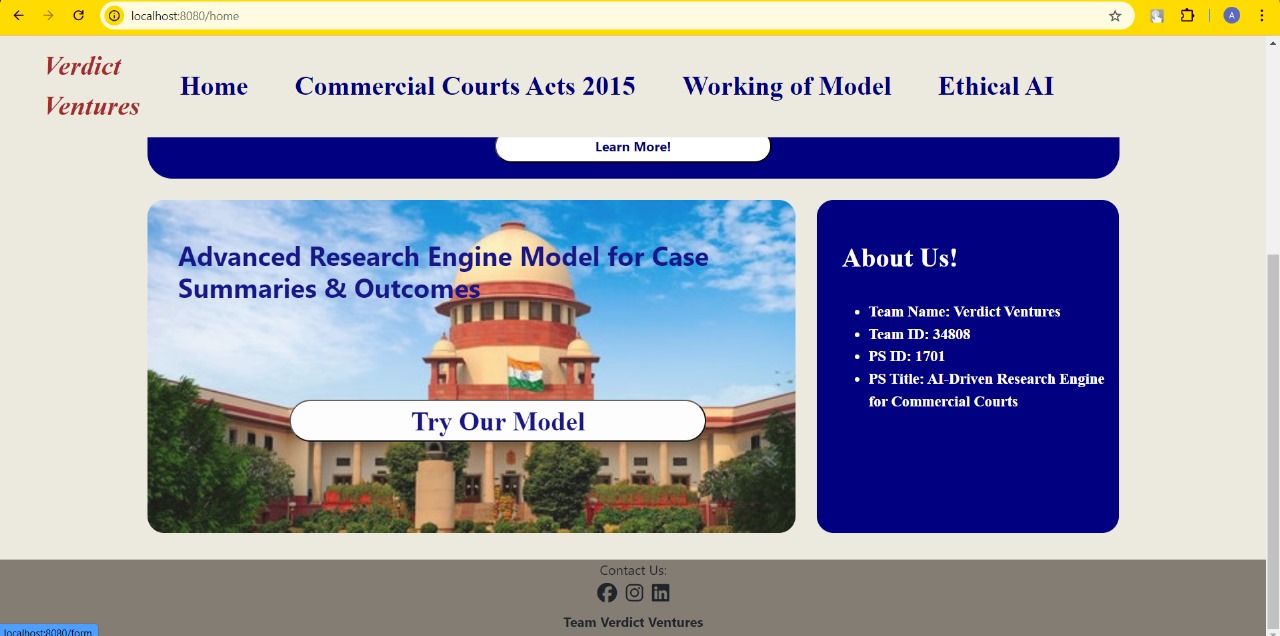 localhost:8080/home
A
Verdict
Ventures
Home
Commercial Courts Acts 2015
Working of Model
Ethical AI
Learn More!
Advanced Research Engine Model for Case
Summaries & Outcomes
Try Our Model
About Us!
• Team Name: Verdict Ventures
• Team ID: 34808
• PS ID: 1701
• PS Title: AI-Driven Research Engine
for Commercial Courts
Contact Us:
Team Verdict Ventures
localhost:8080/form